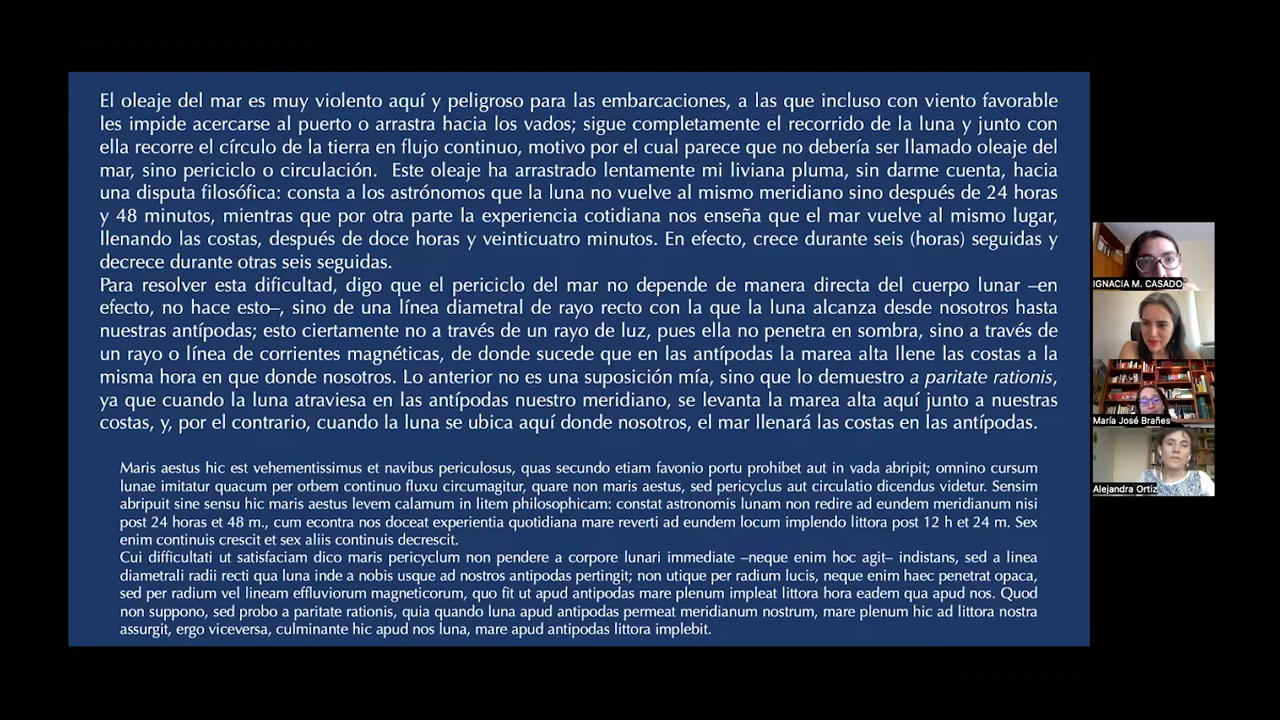 El oleaje del mar es muy violento aquí y peligroso para las embarcaciones, a las que incluso con viento favorable
les impide acercarse al puerto o arrastra hacia los vados; sigue completamente el recorrido de la luna y junto con
ella recorre el círculo de la tierra en flujo continuo, motivo por el cual parece que no debería ser llamado oleaje del
mar, sino periciclo o circulación. Este oleaje ha arrastrado lentamente mi liviana pluma, sin darme cuenta, hacia
una disputa filosófica: consta a los astrónomos que la luna no vuelve al mismo meridiano sino después de 24 horas
y 48 minutos, mientras que por otra parte la experiencia cotidiana nos enseña que el mar vuelve al mismo lugar,
llenando las costas, después de doce horas y veinticuatro minutos. En efecto, crece durante seis (horas) seguidas y
decrece durante otras seis seguidas.
Para resolver esta dificultad, digo que el periciclo del mar no depende de manera directa del cuerpo lunar –en
efecto, no hace esto–, sino de una línea diametral de rayo recto con la que la luna alcanza desde nosotros hasta
nuestras antípodas; esto ciertamente no a través de un rayo de luz, pues ella no penetra en sombra, sino a través de
un rayo o línea de corrientes magnéticas, de donde sucede que en las antípodas la marea alta llene las costas a la
misma hora en que donde nosotros. Lo anterior no es una suposición mía, sino que lo demuestro a paritate rationis,
ya que cuando la luna atraviesa en las antípodas nuestro meridiano, se levanta la marea alta aquí junto a nuestras
costas, y, por el contrario, cuando la luna se ubica aquí donde nosotros, el mar llenará las costas en las antípodas.
Maris aestus hic est vehementissimus et navibus periculosus, quas secundo etiam favonio portu prohibet aut in vada abripit; omnino cursum
lunae imitatur quacum per orbem continuo fluxu circumagitur, quare non maris aestus, sed pericyclus aut circulatio dicendus videtur. Sensim
abripuit sine sensu hic maris aestus levem calamum in litem philosophicam: constat astronomis lunam non redire ad eundem meridianum nisi
post 24 horas et 48 m., cum econtra nos doceat experientia quotidiana mare reverti ad eundem locum implendo littora post 12 h et 24 m. Sex
enim continuis crescit et sex aliis continuis decrescit.
Cui difficultati ut satisfaciam dico maris pericyclum non pendere a corpore lunari immediate –neque enim hoc agit– indistans, sed a linea
diametrali radii recti qua luna inde a nobis usque ad nostros antipodas pertingit; non utique per radium lucis, neque enim haec penetrat opaca,
sed per radium vel lineam effluviorum magneticorum, quo fit ut apud antipodas mare plenum impleat littora hora eadem qua apud nos. Quod
non suppono, sed probo a paritate rationis, quia quando luna apud antipodas permeat meridianum nostrum, mare plenum hic ad littora nostra
assurgit, ergo viceversa, culminante hic apud nos luna, mare apud antipodas littora implebit.
IGNACIA M. CASADO
María José Brañes
Alejandra Ortiz